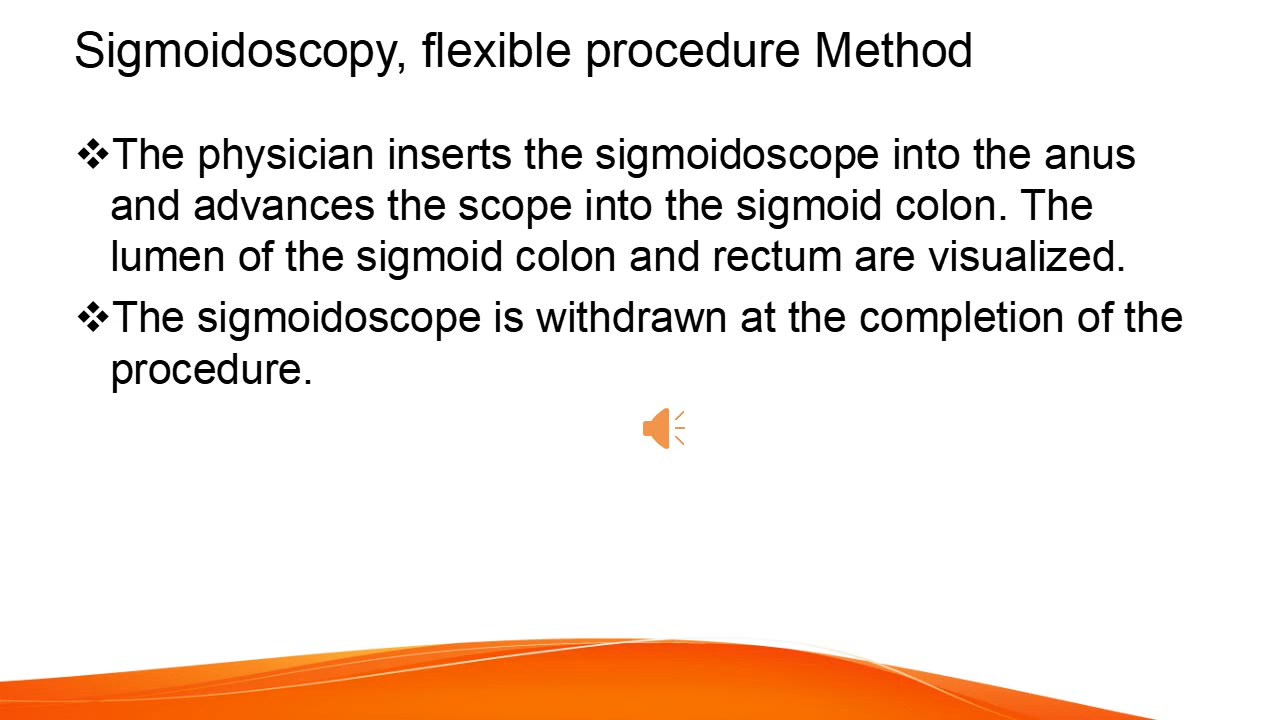 Sigmoidoscopy, flexible procedure Method
❖The physician inserts the sigmoidoscope into the anus
and advances the scope into the sigmoid colon. The
lumen of the sigmoid colon and rectum are visualized.
❖The sigmoidoscope is withdrawn at the completion of the
procedure.